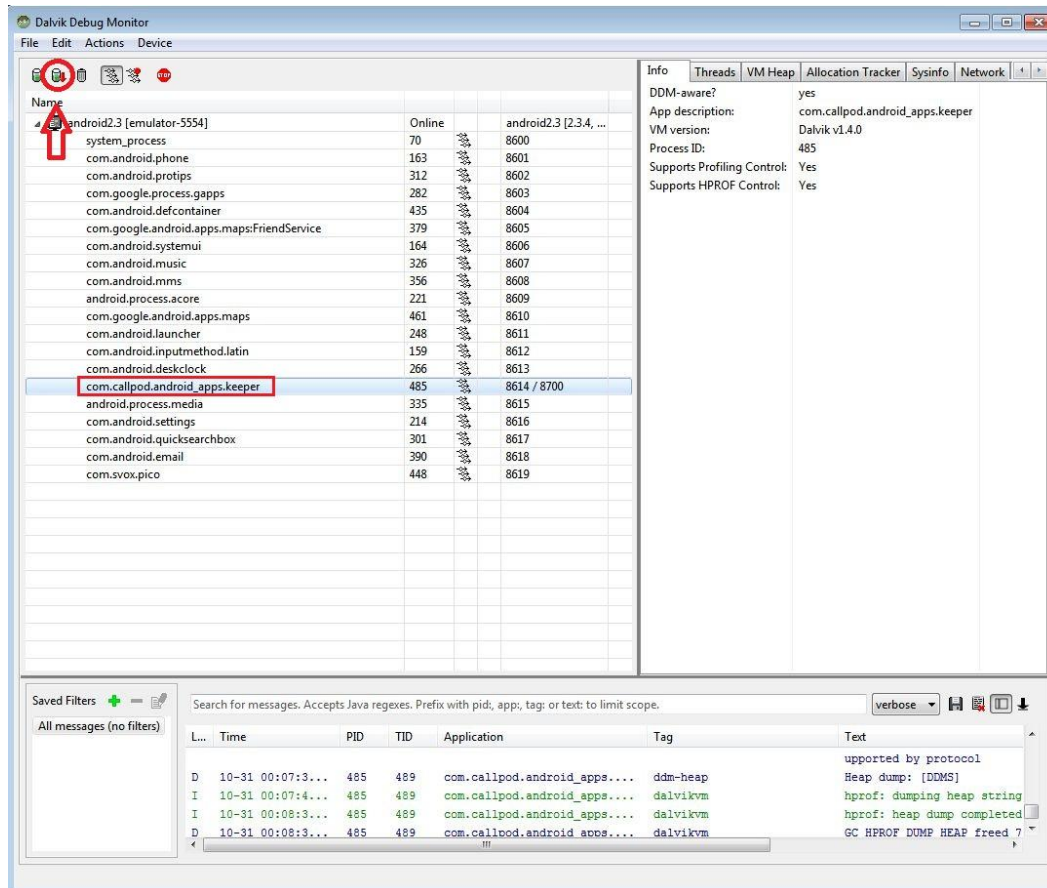 Dalvik Debug Monitor
File Edit Actions Device
STOP
Name
android2.3 [emulator-5554] Online android2.3 [2.3.4, ...
system_process 70 8600
com.android.phone 163 8601
com.android.protips 312 8602
com.google.process.gapps 282 8603
com.android.defcontainer 435 8604
com.google.android.apps.maps:FriendService 379 8605
com.android.systemui 164 8606
com.android.music 326 8607
com.android.mms 356 8608
android.process.acore 221 8609
com.google.android.apps.maps 461 8610
com.android.launcher 248 8611
com.android.inputmethod.latin 159 8612
com.android.deskclock 266 8613
com.callpod.android_apps.keeper 485 8614 / 8700
android.process.media 335 8615
com.android.settings 214 8616
com.android.quicksearchbox 301 8617
com.android.email 390 8618
com.svox.pico 448 8619
Info Threads VM Heap Allocation Tracker Sysinfo Network
DDM-aware? yes
App description: com.callpod.android_apps.keeper
VM version: Dalvik v1.4.0
Process ID: 485
Supports Profiling Control: Yes
Supports HPROF Control: Yes
Saved Filters
All messages (no filters)
Search for messages. Accepts Java regexes. Prefix with pid:, app:, tag: or text: to limit scope.
verbose
L... Time PID TID Application Tag Text
upported by protocol
D 10-31 00:07:3... 485 489 com.callpod.android_apps.... ddm-heap Heap dump: [DDMS]
I 10-31 00:07:4... 485 489 com.callpod.android_apps.... dalvikvm hprof: dumping heap string
I 10-31 00:08:3... 485 489 com.callpod.android_apps.... dalvikvm hprof: heap dump completed
D 10-31 00:08:3... 485 489 com.callpod.android_apps.... dalvikvm GC HPROF DUMP HEAP freed 7